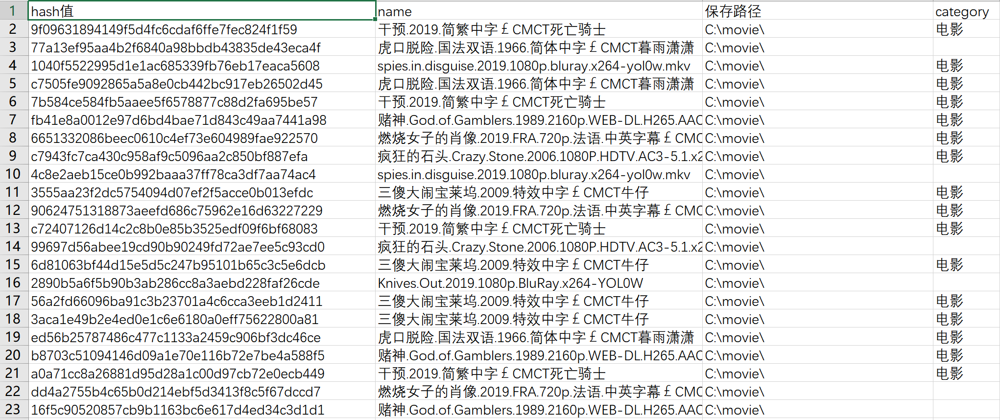 1 hash值 name 保存路径 category
2 9f09631894149f5d4fc6cdaf6ffe7fec824f1f59 干预.2019.简繁中字￡CMCT死亡骑士 C:\movie\ 电影
3 77a13ef95aa4b2f6840a98bbdb43835de43eca4f 虎口脱险.国法双语.1966.简体中字￡CMCT暮雨潇潇 C:\movie\
4 1040f5522995d1e1ac685339fb76eb17eaca5608 spies.in.disguise.2019.1080p.bluray.x264-yol0w.mkv C:\movie\ 电影
5 c7505fe9092865a5a8e0cb442bc917eb26502d45 虎口脱险.国法双语.1966.简体中字￡CMCT暮雨潇潇 C:\movie\ 电影
6 7b584ce584fb5aaee5f6578877c88d2fa695be57 干预.2019.简繁中字￡CMCT死亡骑士 C:\movie\ 电影
7 fb41e8a0012e97d6bd4bae71d843c49aa7441a98 赌神.God.of.Gamblers.1989.2160p.WEB-DL.H265.AAC C:\movie\ 电影
8 6651332086beec0610c4ef73e604989fae922570 燃烧女子的肖像.2019.FRA.720p.法语.中英字幕￡CMC C:\movie\ 电影
9 c7943fc7ca430c958af9c5096aa2c850bf887efa 疯狂的石头.Crazy.Stone.2006.1080P.HDTV.AC3-5.1.x2 C:\movie\ 电影
10 4c8e2aeb15ce0b992baaa37ff78ca3df7aa74ac4 spies.in.disguise.2019.1080p.bluray.x264-yol0w.mkv C:\movie\
11 3555aa23f2dc5754094d07ef2f5acce0b013efdc 三傻大闹宝莱坞.2009.特效中字￡CMCT牛仔 C:\movie\ 电影
12 90624751318873aeefd686c75962e16d63227229 燃烧女子的肖像.2019.FRA.720p.法语.中英字幕￡CMC C:\movie\ 电影
13 c72407126d14c2c8b0e85b3525edf09f6bf68083 干预.2019.简繁中字￡CMCT死亡骑士 C:\movie\ 电影
14 99697d56abee19cd90b90249fd72ae7ee5c93cd0 疯狂的石头.Crazy.Stone.2006.1080P.HDTV.AC3-5.1.x2 C:\movie\
15 6d81063bf44d15e5d5c247b95101b65c3c5e6dcb 三傻大闹宝莱坞.2009.特效中字￡CMCT牛仔 C:\movie\ 电影
16 2890b5a6f5b90b3ab286cc8a3aebd228faf26cde Knives.Out.2019.1080p.BluRay.x264-YOL0W C:\movie\
17 56a2fd66096ba91c3b23701a4c6cca3eeb1d2411 三傻大闹宝莱坞.2009.特效中字￡CMCT牛仔 C:\movie\ 电影
18 3aca1e49b2e4ed0e1c6e6180a0eff75622800a81 三傻大闹宝莱坞.2009.特效中字￡CMCT牛仔 C:\movie\ 电影
19 ed56b25787486c477c1133a2459c906bf3dc46ce 虎口脱险.国法双语.1966.简体中字￡CMCT暮雨潇潇 C:\movie\ 电影
20 b8703c51094146d09a1e70e116b72e7be4a588f5 赌神.God.of.Gamblers.1989.2160p.WEB-DL.H265.AAC C:\movie\ 电影
21 a0a71cc8a26881d95d28a1c00d97cb72e0ecb449 干预.2019.简繁中字￡CMCT死亡骑士 C:\movie\ 电影
22 dd4a2755b4c65b0d214ebf5d3413f8c5f67dccd7 燃烧女子的肖像.2019.FRA.720p.法语.中英字幕￡CMC C:\movie\
23 16f5c90520857cb9b1163bc6e617d4ed34c3d1d1 赌神.God.of.Gamblers.1989.2160p.WEB-DL.H265.AAC C:\movie\